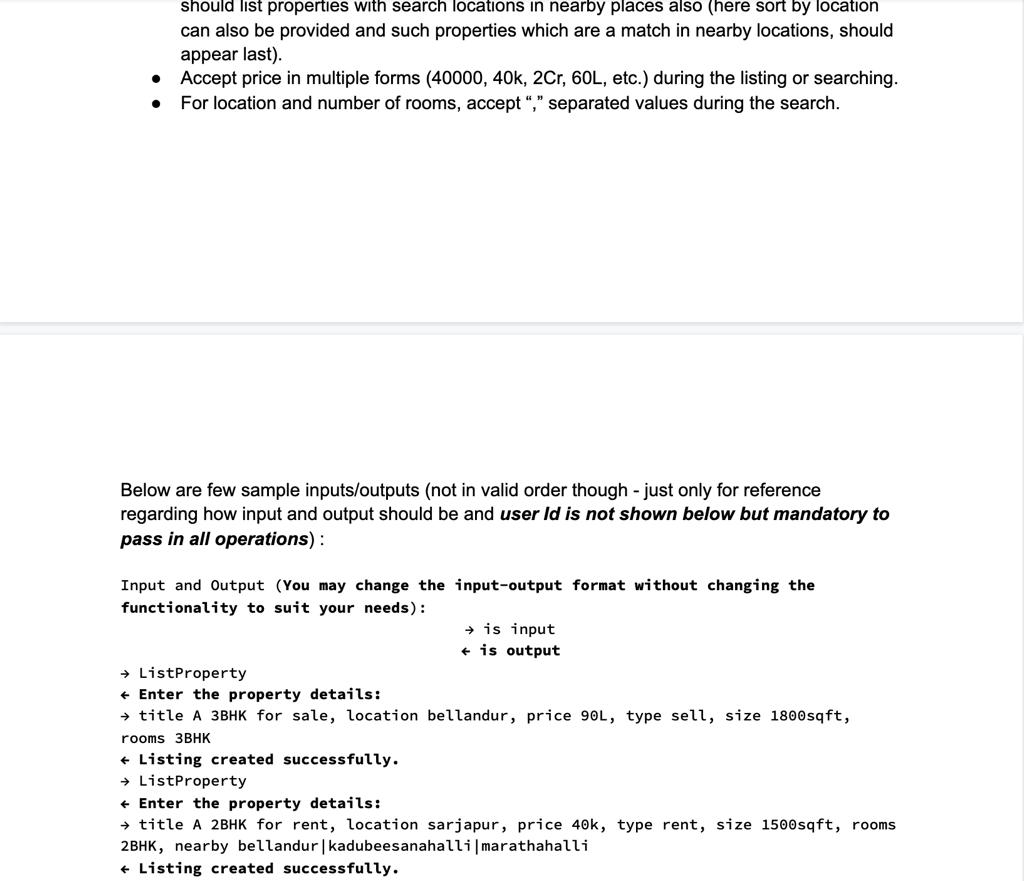 should list properties with search locations in nearby places also (here sort by location
can also be provided and such properties which are a match in nearby locations, should
appear last).
● Accept price in multiple forms (40000, 40k, 2Cr, 60L, etc.) during the listing or searching.
● For location and number of rooms, accept “,” separated values during the search.
Below are few sample inputs/outputs (not in valid order though - just only for reference
regarding how input and output should be and user Id is not shown below but mandatory to
pass in all operations) :
Input and Output (You may change the input-output format without changing the
functionality to suit your needs):
→ is input
← is output
→ ListProperty
← Enter the property details:
→ title A 3BHK for sale, location bellandur, price 90L, type sell, size 1800sqft,
rooms 3BHK
← Listing created successfully.
→ ListProperty
← Enter the property details:
→ title A 2BHK for rent, location sarjapur, price 40k, type rent, size 1500sqft, rooms
2BHK, nearby bellandur|kadubeesanahalli|marathahalli
← Listing created successfully.